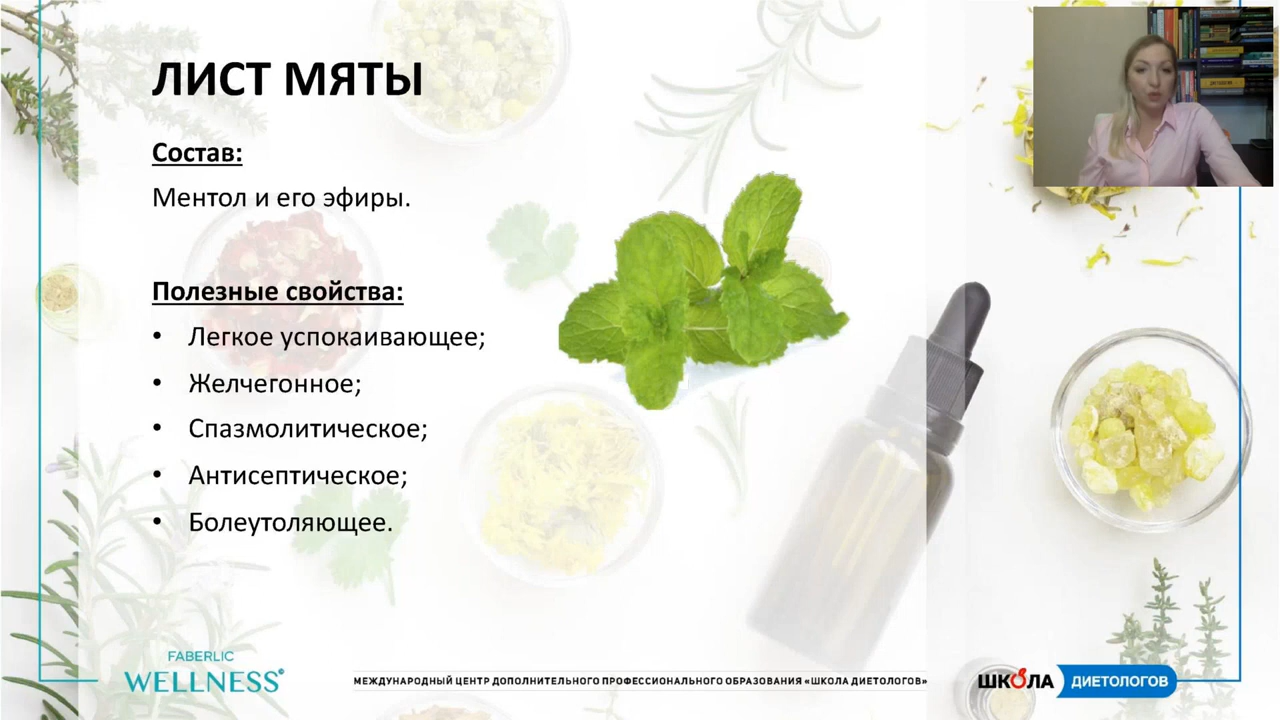 ЛИСТ МЯТЫ
Состав:
Ментол и его эфиры.
Полезные свойства:
• Легкое успокаивающее;
• Желчегонное;
• Спазмолитическое;
• Антисептическое;
• Болеутоляющее.
FABERLIC
WELLNESS
МЕЖДУНАРОДНЫЙ ЦЕНТР ДОПОЛНИТЕЛЬНОГО ПРОФЕССИОНАЛЬНОГО ОБРАЗОВАНИЯ «ШКОЛА ДИЕТОЛОГОВ»
ШКОЛА ДИЕТОЛОГОВ